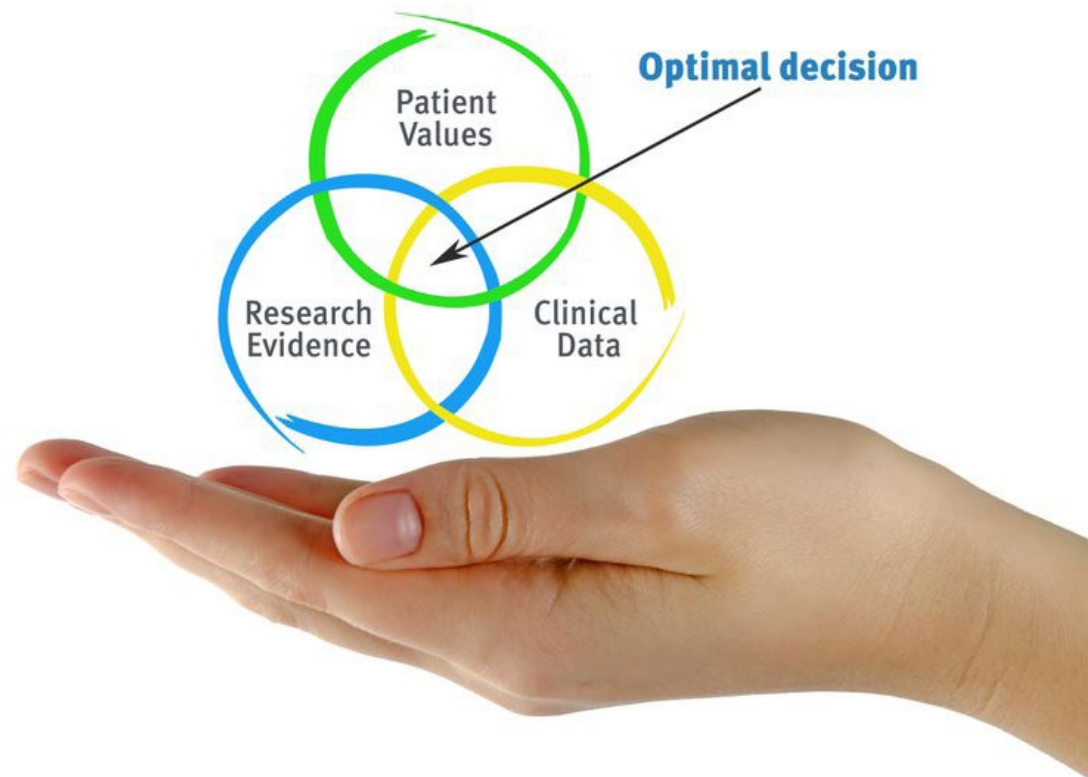 Optimal decision
Patient
Values
Research
Evidence
Clinical
Data